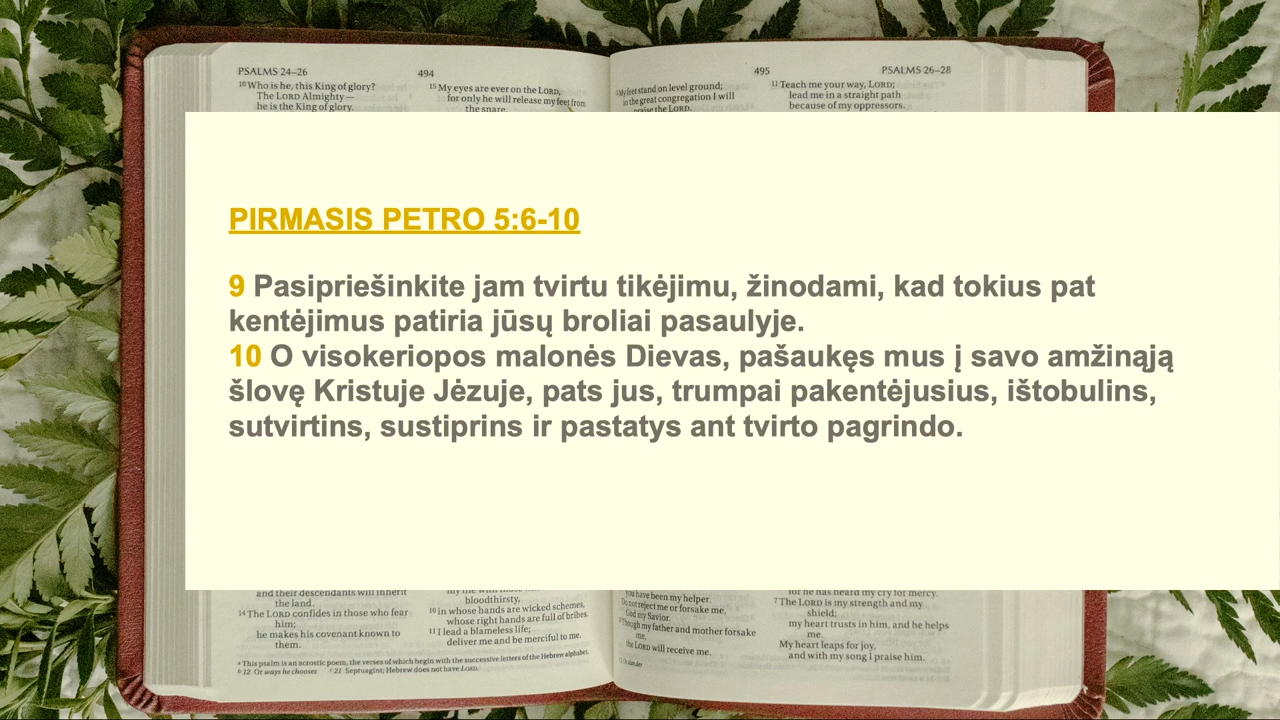 PSALMS 24–26
494
10 Who is he, this King of glory?
The LORD Almighty—
he is the King of glory.
15 My eyes are ever on the LORD,
for only he will release my feet from
the snare.
495
PSALMS 26–28
My feet stand on level ground;
in the great congregation I will
praise the LORD.
11 Teach me your way, LORD;
lead me in a straight path
because of my oppressors.
PIRMASIS PETRO 5:6-10
9 Pasipriešinkite jam tvirtu tikėjimu, žinodami, kad tokius pat
kentėjimus patiria jūsų broliai pasaulyje.
10 O visokeriopos malonės Dievas, pašaukęs mus į savo amžinąją
šlovę Kristuje Jėzuje, pats jus, trumpai pakentėjusius, ištobulins,
sutvirtins, sustiprins ir pastatys ant tvirto pagrindo.
and their descendants will inherit
the land.
14 The LORD confides in those who fear
him;
he makes his covenant known to
them.
bloodthirsty,
10 in whose hands are wicked schemes,
whose right hands are full of bribes.
11 I lead a blameless life;
deliver me and be merciful to me.
a This psalm is an acrostic poem, the verses of which begin with the successive letters of the Hebrew alphabet.
b 12 Or ways he chooses c 21 Septuagint; Hebrew does not have LORD.
you have been my helper.
Do not reject me or forsake me,
God my Savior.
Though my father and mother forsake
me,
the LORD will receive me.
for he has heard my cry for mercy.
7 The LORD is my strength and my
shield;
my heart trusts in him, and he helps
me.
My heart leaps for joy,
and with my song I praise him.